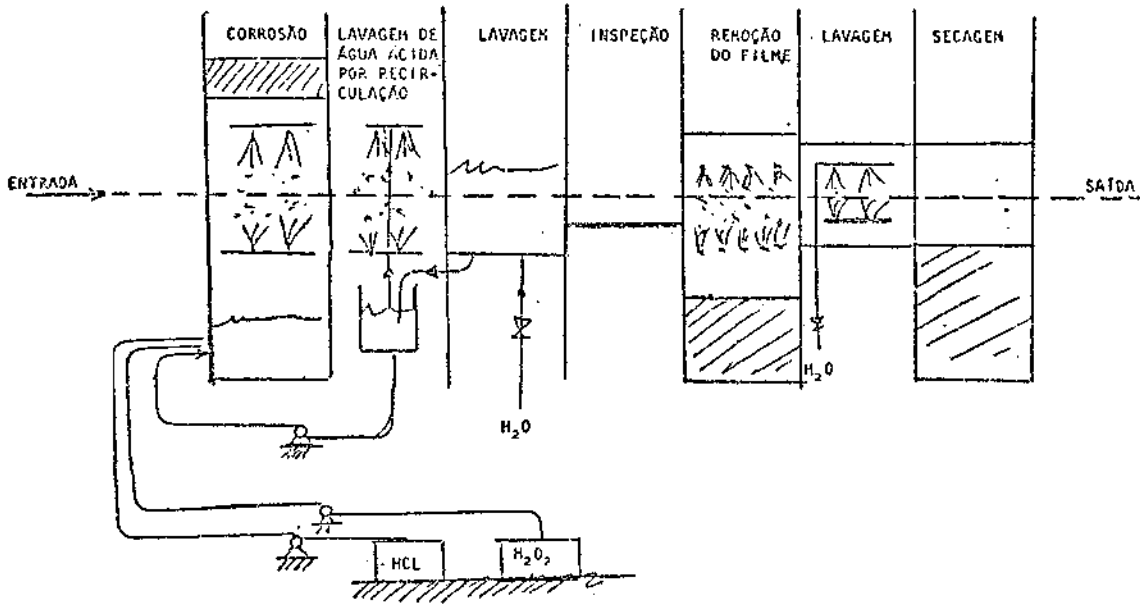 CORROSÃO
LAVAGEM DE
ÁGUA ÁCIDA
POR RECIR-
CULAÇÃO
LAVAGEM
INSPEÇÃO
REMOÇÃO
DO FILME
LAVAGEM
SECAGEM
ENTRADA
SAÍDA
H₂O
H₂O
HCL
H₂O₂